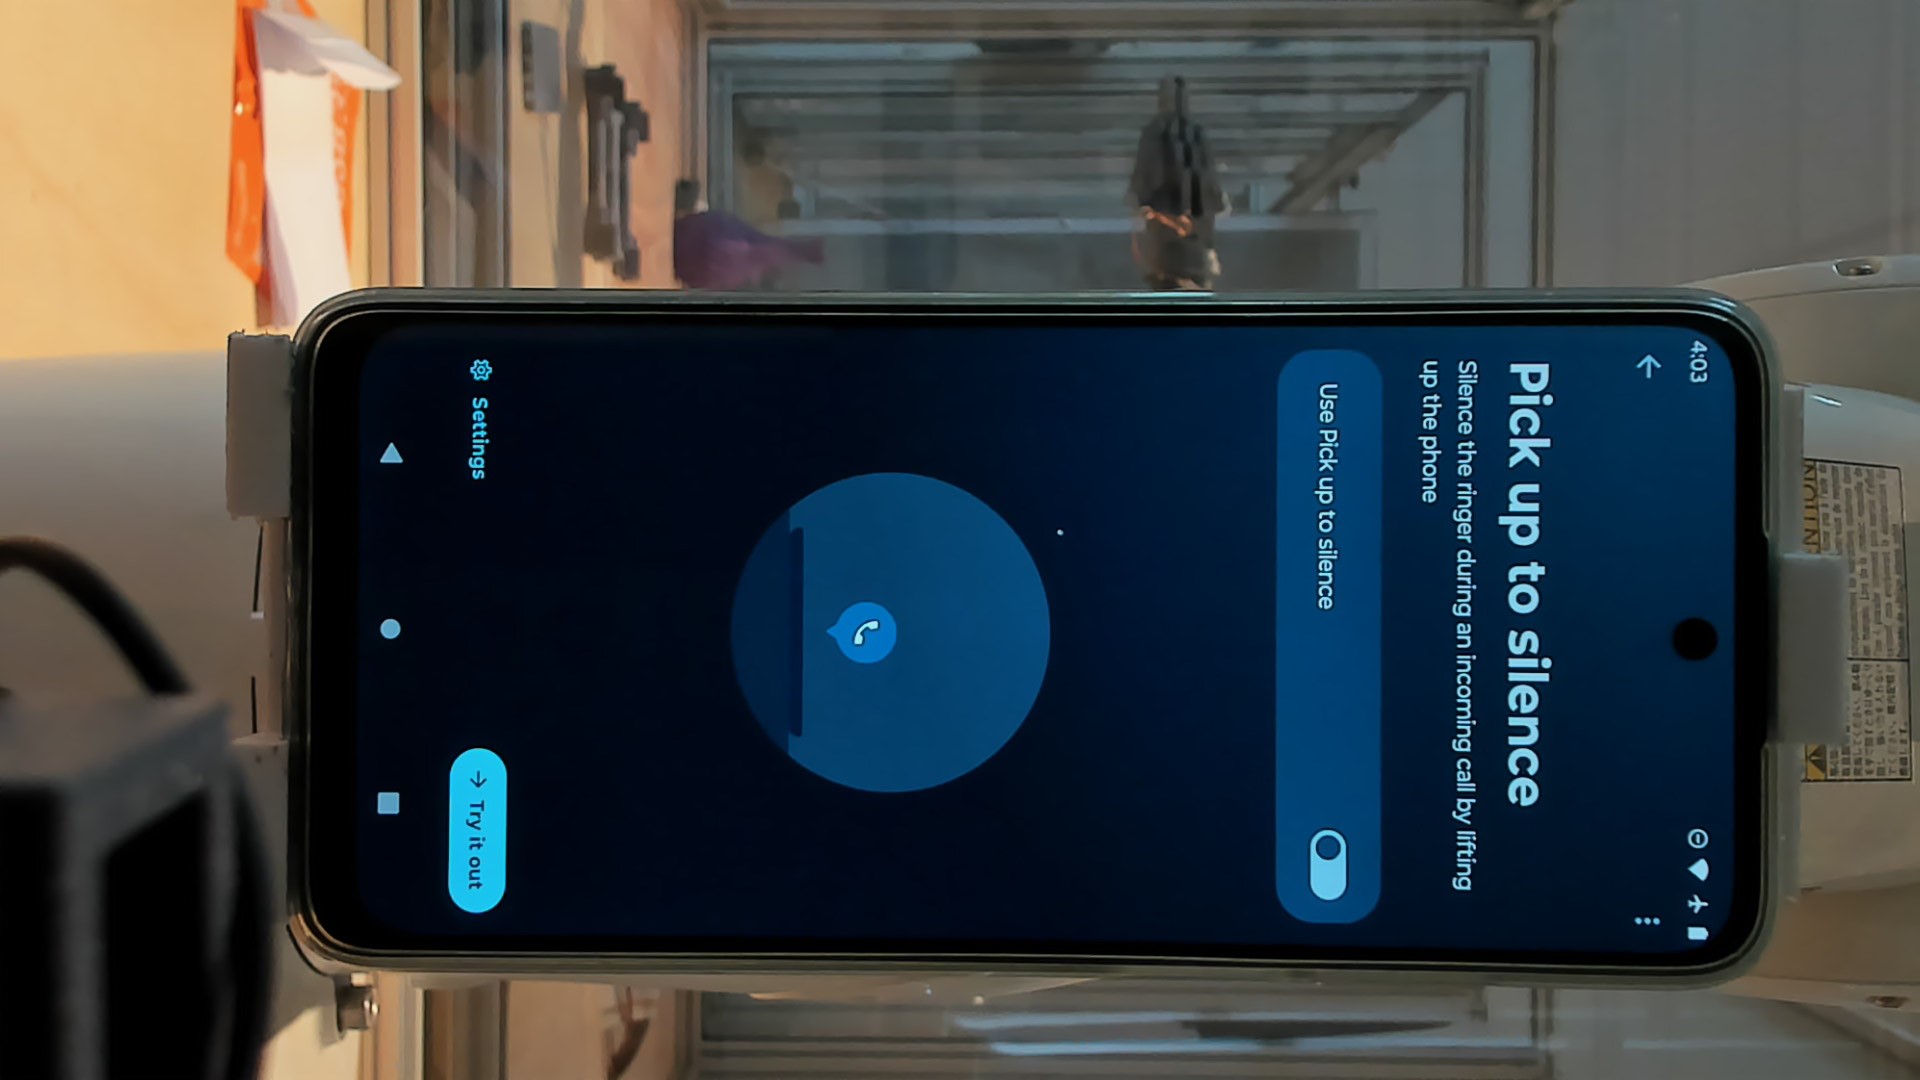 4:03
Pick up to silence
Silence the ringer during an incoming call by lifting
up the phone
Use Pick up to silence
Settings
Try it out